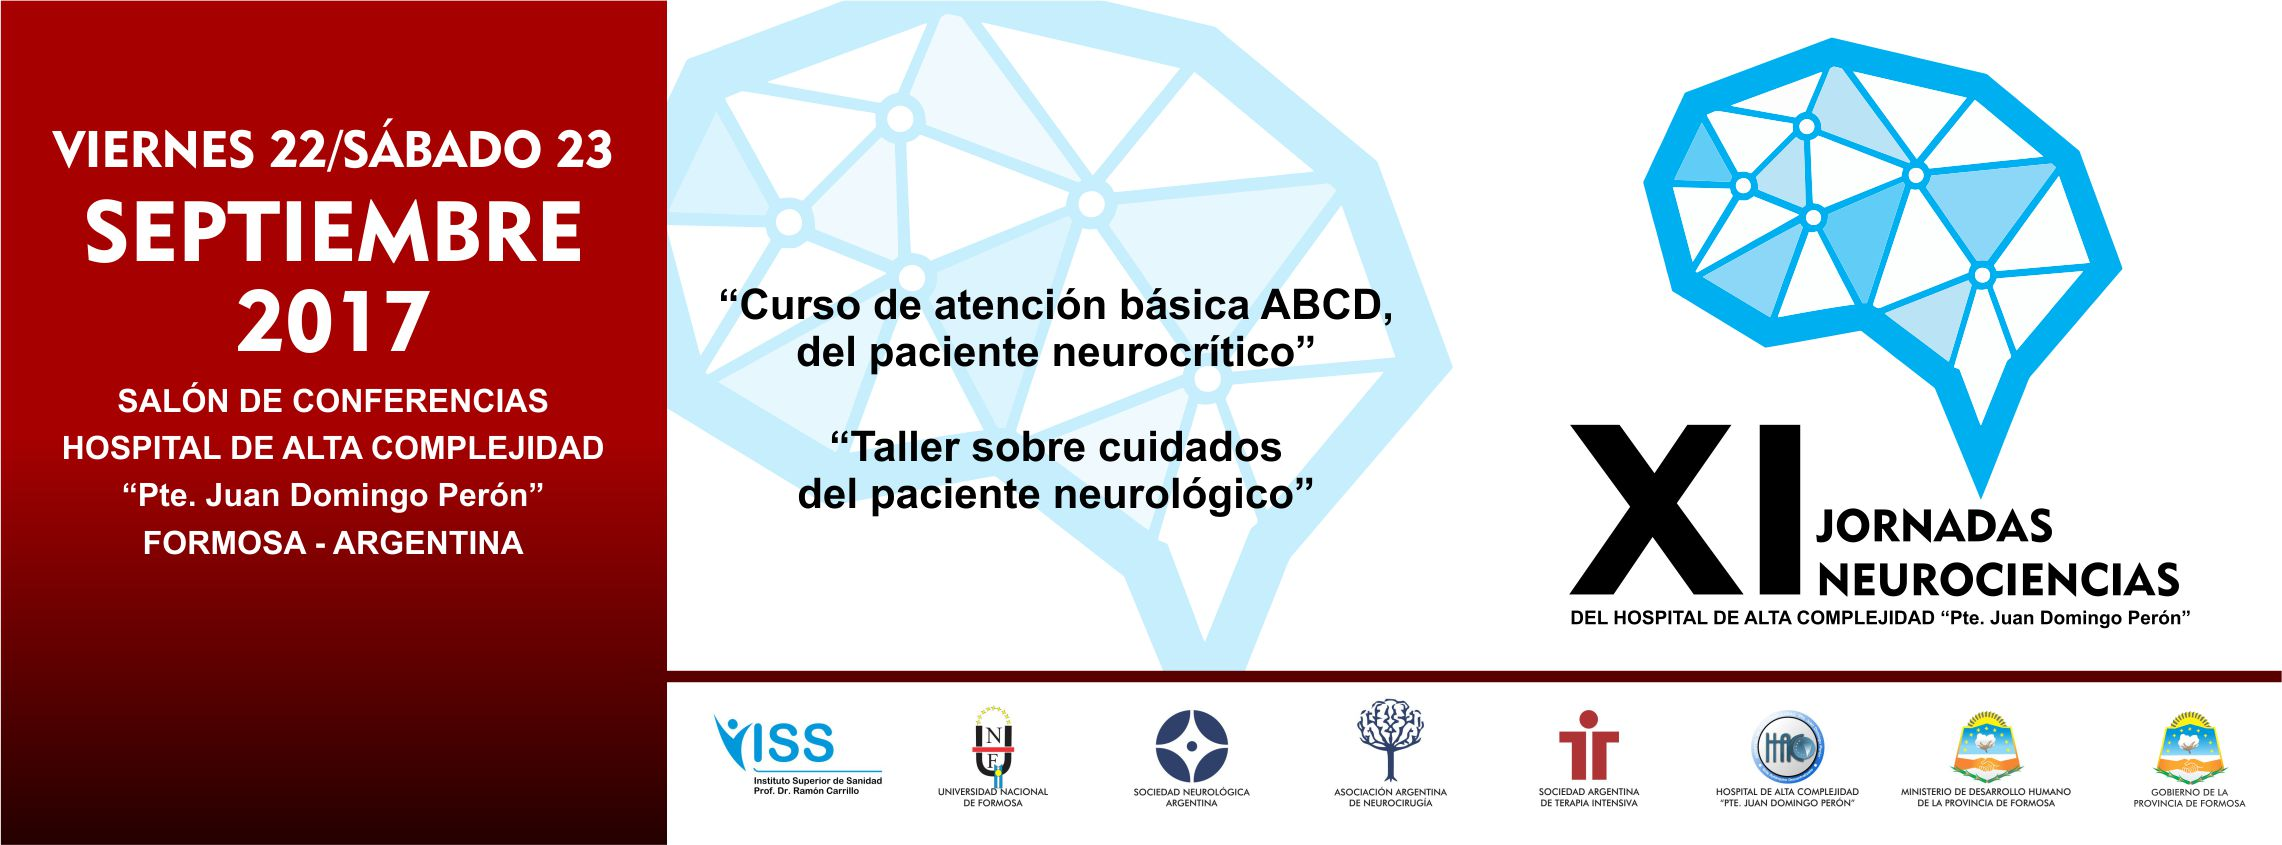 VIERNES 22/SÁBADO 23
SEPTIEMBRE
2017
SALÓN DE CONFERENCIAS
HOSPITAL DE ALTA COMPLEJIDAD
“Pte. Juan Domingo Perón”
FORMOSA - ARGENTINA
“Curso de atención básica ABCD,
del paciente neurocrítico”
“Taller sobre cuidados
del paciente neurológico”
XI
JORNADAS
NEUROCIENCIAS
DEL HOSPITAL DE ALTA COMPLEJIDAD “Pte. Juan Domingo Perón”
ISS
Instituto Superior de Sanidad
Prof. Dr. Ramón Carrillo
N
F
UNIVERSIDAD NACIONAL
DE FORMOSA
SOCIEDAD NEUROLÓGICA
ARGENTINA
ASOCIACIÓN ARGENTINA
DE NEUROCIRUGÍA
SOCIEDAD ARGENTINA
DE TERAPIA INTENSIVA
HOSPITAL DE ALTA COMPLEJIDAD
“PTE. JUAN DOMINGO PERÓN”
MINISTERIO DE DESARROLLO HUMANO
DE LA PROVINCIA DE FORMOSA
GOBIERNO DE LA
PROVINCIA DE FORMOSA